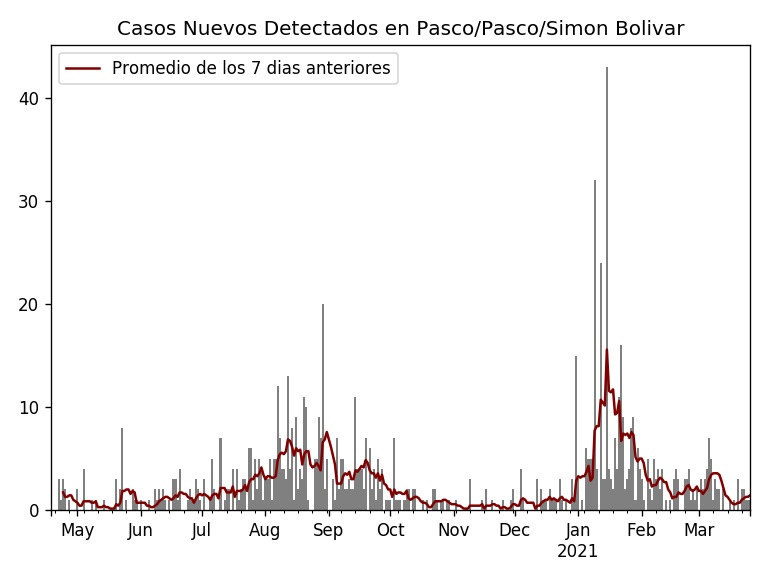 Casos Nuevos Detectados en Pasco/Pasco/Simon Bolivar
Promedio de los 7 dias anteriores
40
30
20
10
0
May Jun Jul Aug Sep Oct Nov Dec Jan Feb Mar
2021